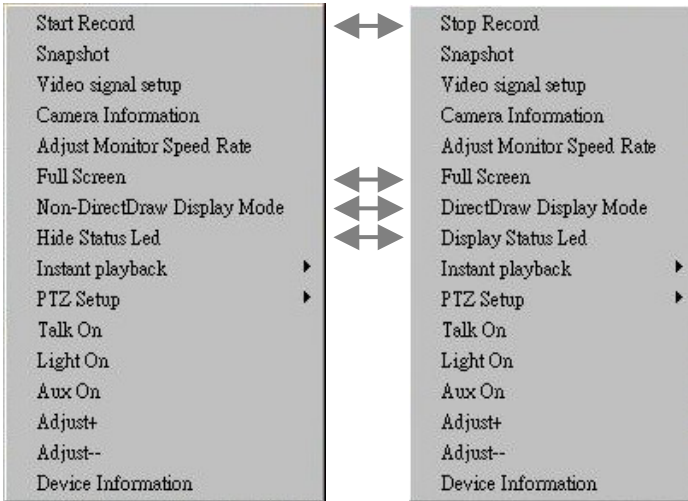 Start Record
Snapshot
Video signal setup
Camera Information
Adjust Monitor Speed Rate
Full Screen
Non-DirectDraw Display Mode
Hide Status Led
Instant playback
PTZ Setup
Talk On
Light On
Aux On
Adjust+
Adjust--
Device Information
Stop Record
Snapshot
Video signal setup
Camera Information
Adjust Monitor Speed Rate
Full Screen
DirectDraw Display Mode
Display Status Led
Instant playback
PTZ Setup
Talk On
Light On
Aux On
Adjust+
Adjust--
Device Information